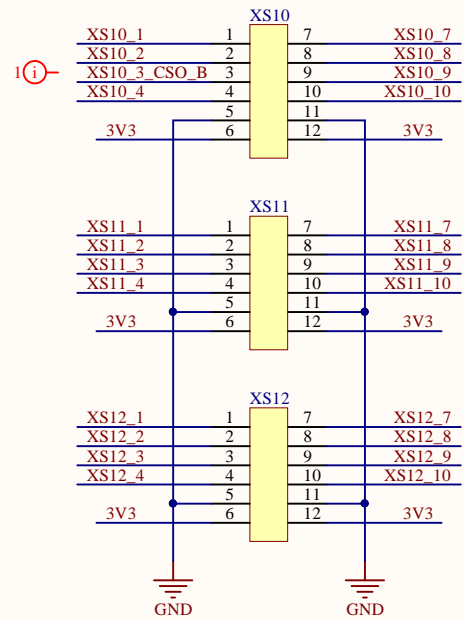 XS10
XS10_1 1 7 XS10_7
XS10_2 2 8 XS10_8
1 i XS10_3_CSO_B 3 9 XS10_9
XS10_4 4 10 XS10_10
5 11
3V3 6 12 3V3
XS11
XS11_1 1 7 XS11_7
XS11_2 2 8 XS11_8
XS11_3 3 9 XS11_9
XS11_4 4 10 XS11_10
5 11
3V3 6 12 3V3
XS12
XS12_1 1 7 XS12_7
XS12_2 2 8 XS12_8
XS12_3 3 9 XS12_9
XS12_4 4 10 XS12_10
5 11
3V3 6 12 3V3
GND GND